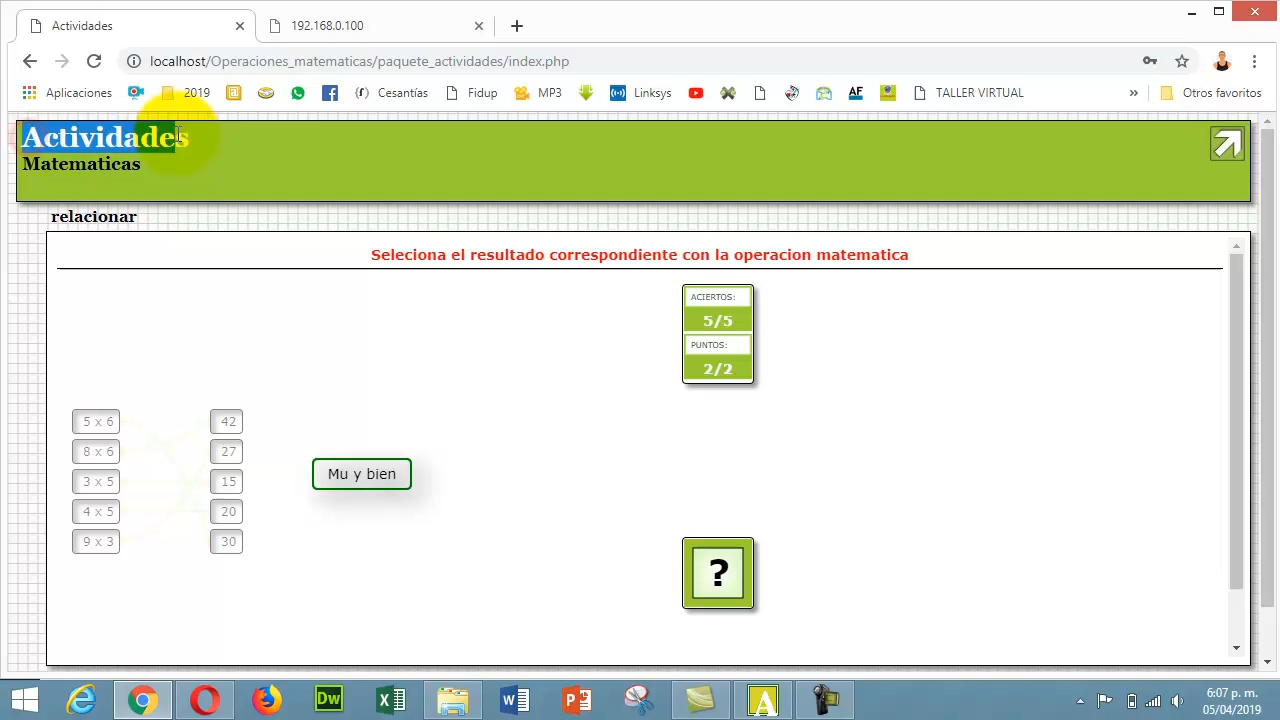 Actividades
192.168.0.100
localhost/Operaciones_matematicas/paquete_actividades/index.php
Aplicaciones 2019 Cesantías Fidup MP3 Linksys AF TALLER VIRTUAL » Otros favoritos
Actividades
Matematicas
relacionar
Seleciona el resultado correspondiente con la operacion matematica
ACIERTOS:
5/5
PUNTOS:
2/2
5 x 6 42
8 x 6 27
3 x 5 15
4 x 5 20
9 x 3 30
Mu y bien
?
Dw
A
6:07 p. m.
05/04/2019